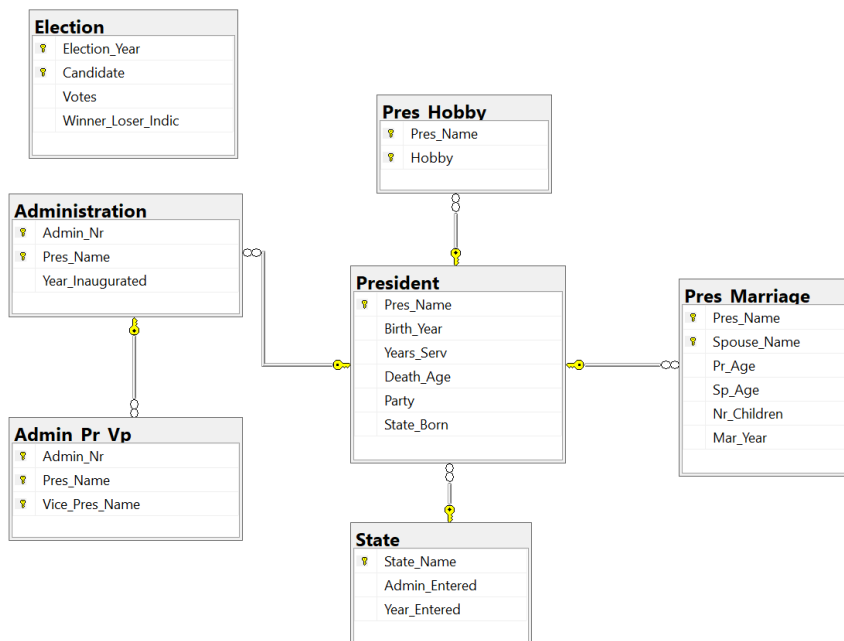 Election
Election_Year
Candidate
Votes
Winner_Loser_Indic
Pres_Hobby
Pres_Name
Hobby
Administration
Admin_Nr
Pres_Name
Year_Inaugurated
President
Pres_Name
Birth_Year
Years_Serv
Death_Age
Party
State_Born
Pres_Marriage
Pres_Name
Spouse_Name
Pr_Age
Sp_Age
Nr_Children
Mar_Year
Admin_Pr_Vp
Admin_Nr
Pres_Name
Vice_Pres_Name
State
State_Name
Admin_Entered
Year_Entered